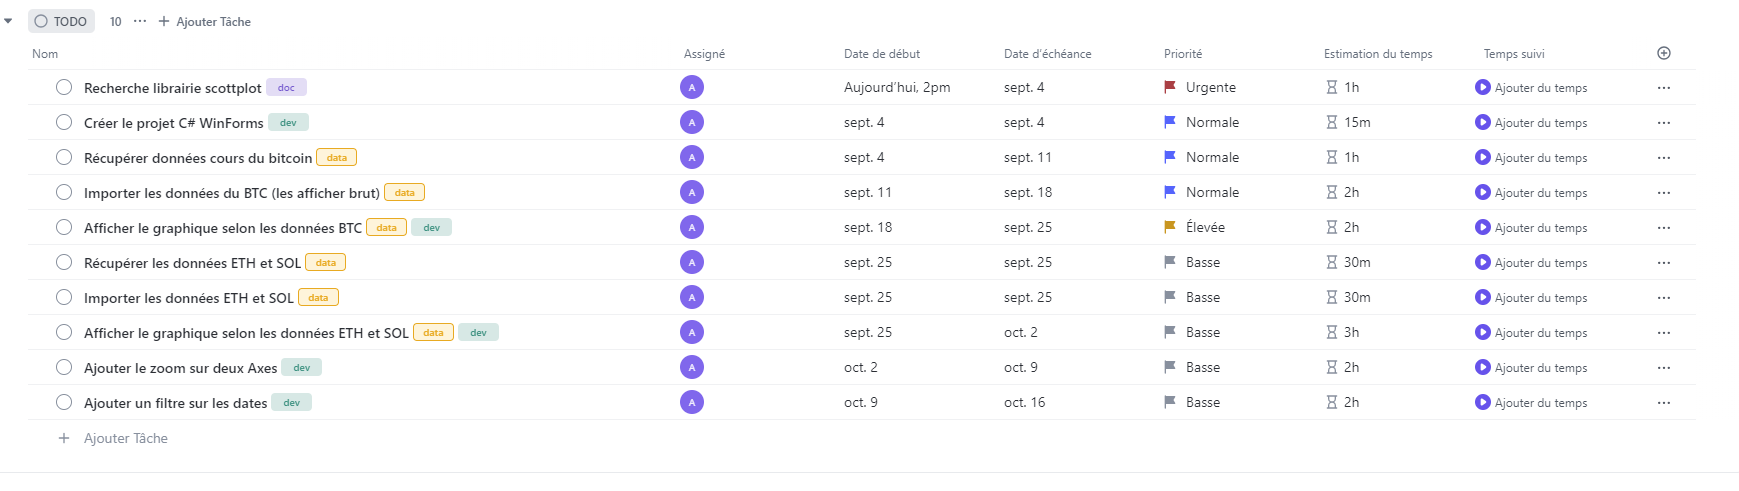 TODO 10 ... + Ajouter Tâche
Nom Assigné Date de début Date d'échéance Priorité Estimation du temps Temps suivi
Recherche librairie scottplot doc A Aujourd'hui, 2pm sept. 4 Urgente 1h Ajouter du temps ...
Créer le projet C# WinForms dev A sept. 4 sept. 4 Normale 15m Ajouter du temps ...
Récupérer données cours du bitcoin data A sept. 4 sept. 11 Normale 1h Ajouter du temps ...
Importer les données du BTC (les afficher brut) data A sept. 11 sept. 18 Normale 2h Ajouter du temps ...
Afficher le graphique selon les données BTC data dev A sept. 18 sept. 25 Élevée 2h Ajouter du temps ...
Récupérer les données ETH et SOL data A sept. 25 sept. 25 Basse 30m Ajouter du temps ...
Importer les données ETH et SOL data A sept. 25 sept. 25 Basse 30m Ajouter du temps ...
Afficher le graphique selon les données ETH et SOL data dev A sept. 25 oct. 2 Basse 3h Ajouter du temps ...
Ajouter le zoom sur deux Axes dev A oct. 2 oct. 9 Basse 2h Ajouter du temps ...
Ajouter un filtre sur les dates dev A oct. 9 oct. 16 Basse 2h Ajouter du temps ...
+ Ajouter Tâche